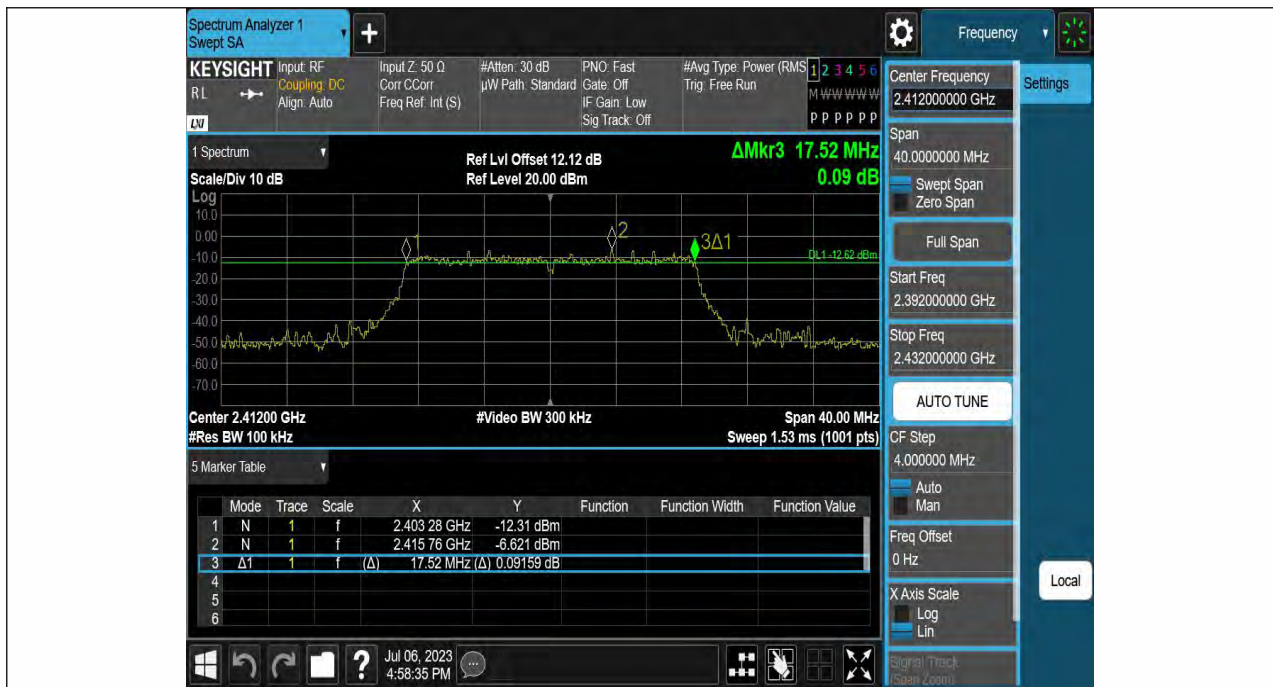 Spectrum Analyzer 1
Swept SA
Frequency
KEYSIGHT
RL
LXI
Input: RF
Coupling: DC
Align: Auto
Input Z: 50 Ω
Corr CCorr
Freq Ref: Int (S)
#Atten: 30 dB
µW Path: Standard
PNO: Fast
Gate: Off
IF Gain: Low
Sig Track: Off
#Avg Type: Power (RMS
Trig: Free Run
1 2 3 4 5 6
M W W W W W
P P P P P P
1 Spectrum
Scale/Div 10 dB
Ref Lvl Offset 12.12 dB
Ref Level 20.00 dBm
ΔMkr3 17.52 MHz
0.09 dB
Log
10.0
0.00
-10.0
-20.0
-30.0
-40.0
-50.0
-60.0
-70.0
1
2
3Δ1
DL1 -12.62 dBm
Center 2.41200 GHz
#Video BW 300 kHz
Span 40.00 MHz
#Res BW 100 kHz
Sweep 1.53 ms (1001 pts)
5 Marker Table
Mode Trace Scale X Y Function Function Width Function Value
1 N 1 f 2.403 28 GHz -12.31 dBm
2 N 1 f 2.415 76 GHz -6.621 dBm
3 Δ1 1 f (Δ) 17.52 MHz (Δ) 0.09159 dB
4
5
6
?
Jul 06, 2023
4:58:35 PM
Center Frequency
2.412000000 GHz
Settings
Span
40.0000000 MHz
Swept Span
Zero Span
Full Span
Start Freq
2.392000000 GHz
Stop Freq
2.432000000 GHz
AUTO TUNE
CF Step
4.000000 MHz
Auto
Man
Freq Offset
0 Hz
X Axis Scale
Log
Lin
Signal Track
(Span Zoom)
Local